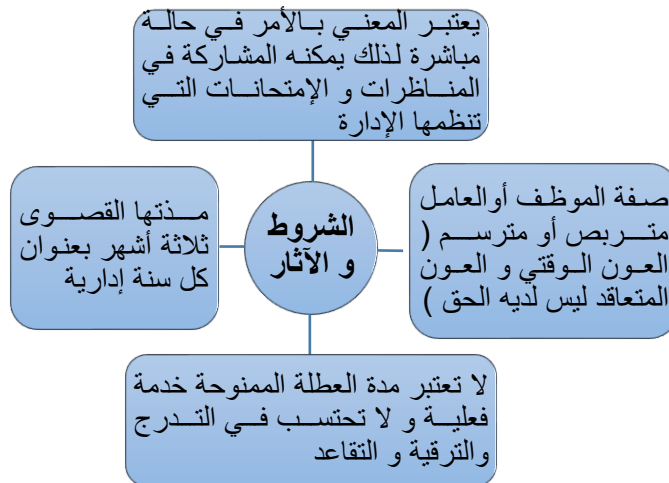 يعتبر المعني بالأمر في حالة
مباشرة لذلك يمكنه المشاركة في
المناظرات و الإمتحانات التي
تنظمها الإدارة
صفة الموظف أوالعامل
متربص أو مترسم (
العون الوقتي و العون
المتعاقد ليس لديه الحق )
الشروط
و الآثار
مذتها القصوى
ثلاثة أشهر بعنوان
كل سنة إدارية
لا تعتبر مدة العطلة الممنوحة خدمة
فعلية و لا تحتسب في التدرج
والترقية و التقاعد